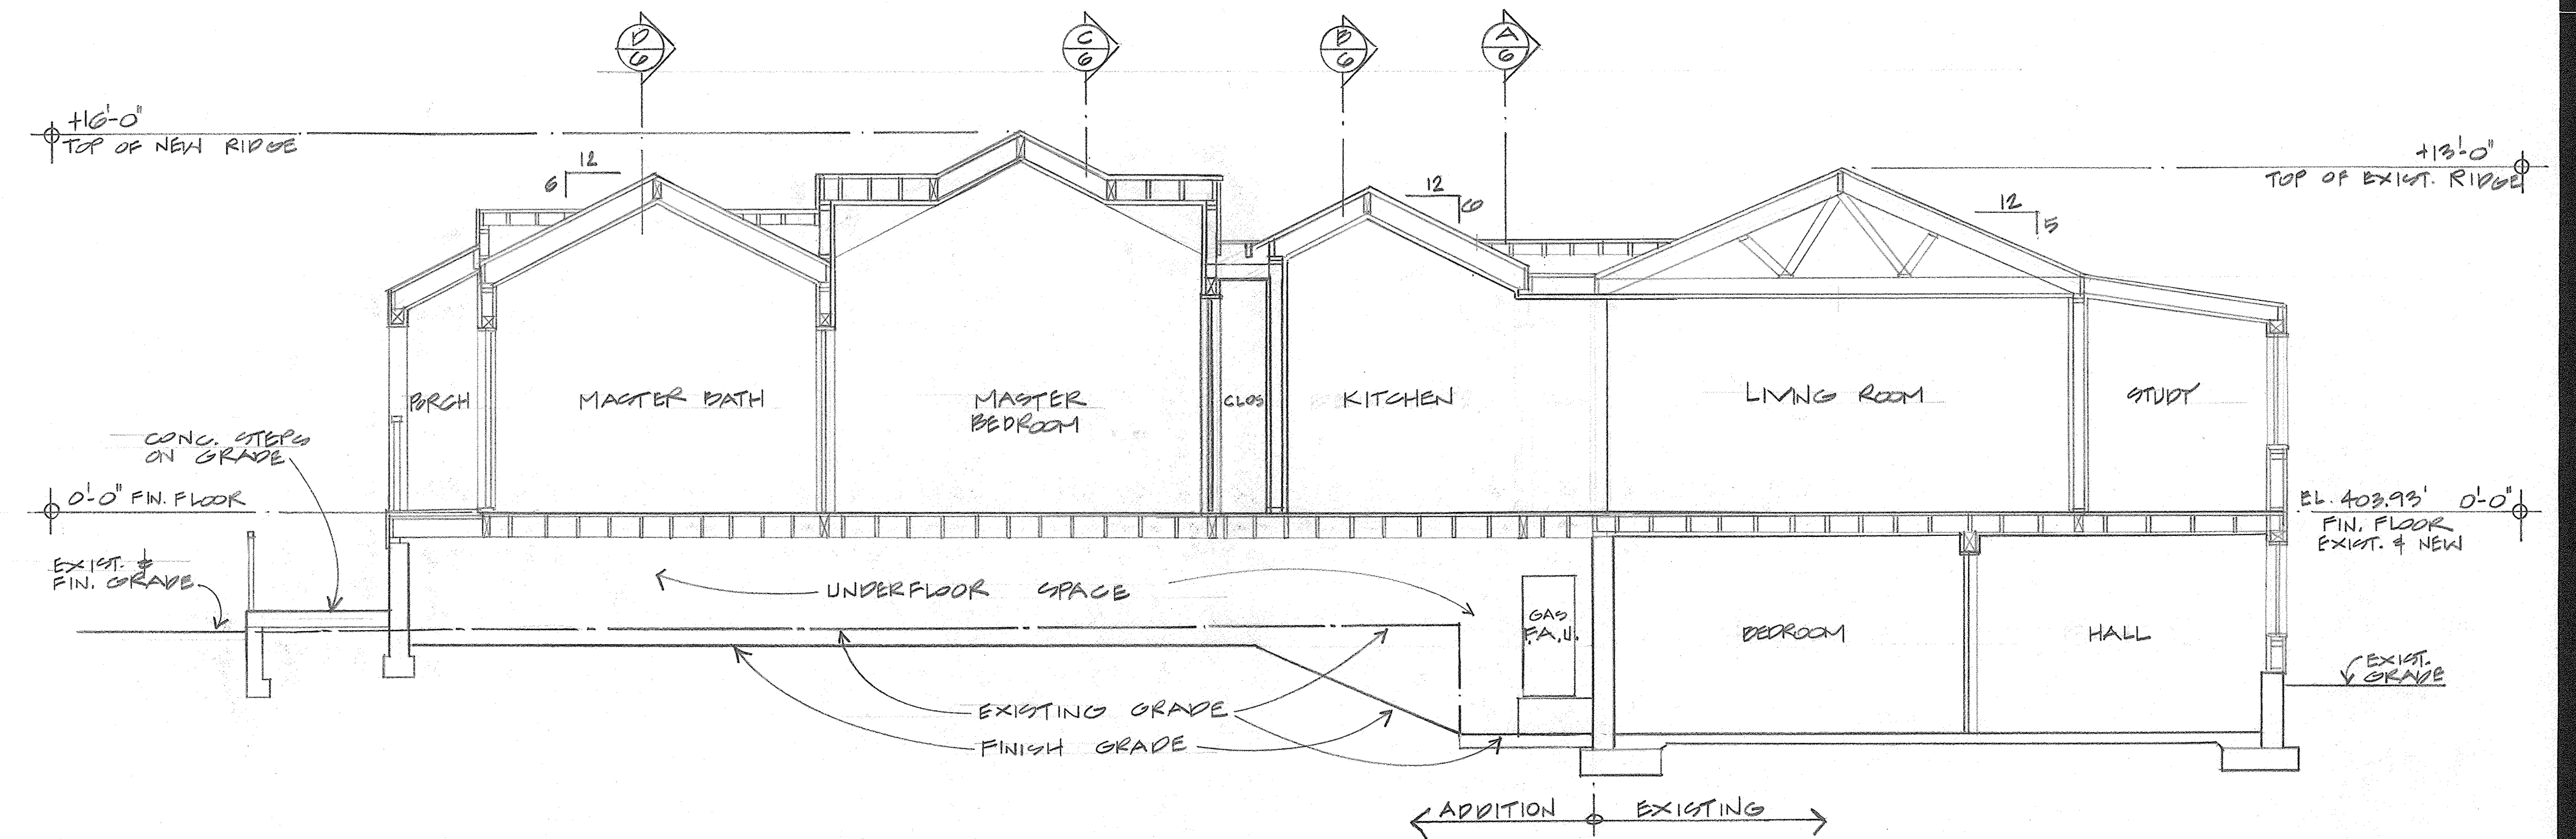 D
6
C
6
B
6
A
6
+16'-0"
TOP OF NEW RIDGE
+13'-0"
TOP OF EXIST. RIDGE
12
6
12
6
12
5
PORCH
MASTER BATH
MASTER
BEDROOM
CLOS
KITCHEN
LIVING ROOM
STUDY
CONC. STEPS
ON GRADE
0'-0" FIN. FLOOR
EL. 403.93' 0'-0"
FIN. FLOOR
EXIST. & NEW
EXIST. &
FIN. GRADE
UNDERFLOOR SPACE
GAS
F.A.U.
BEDROOM
HALL
EXIST.
GRADE
EXISTING GRADE
FINISH GRADE
ADDITION
EXISTING